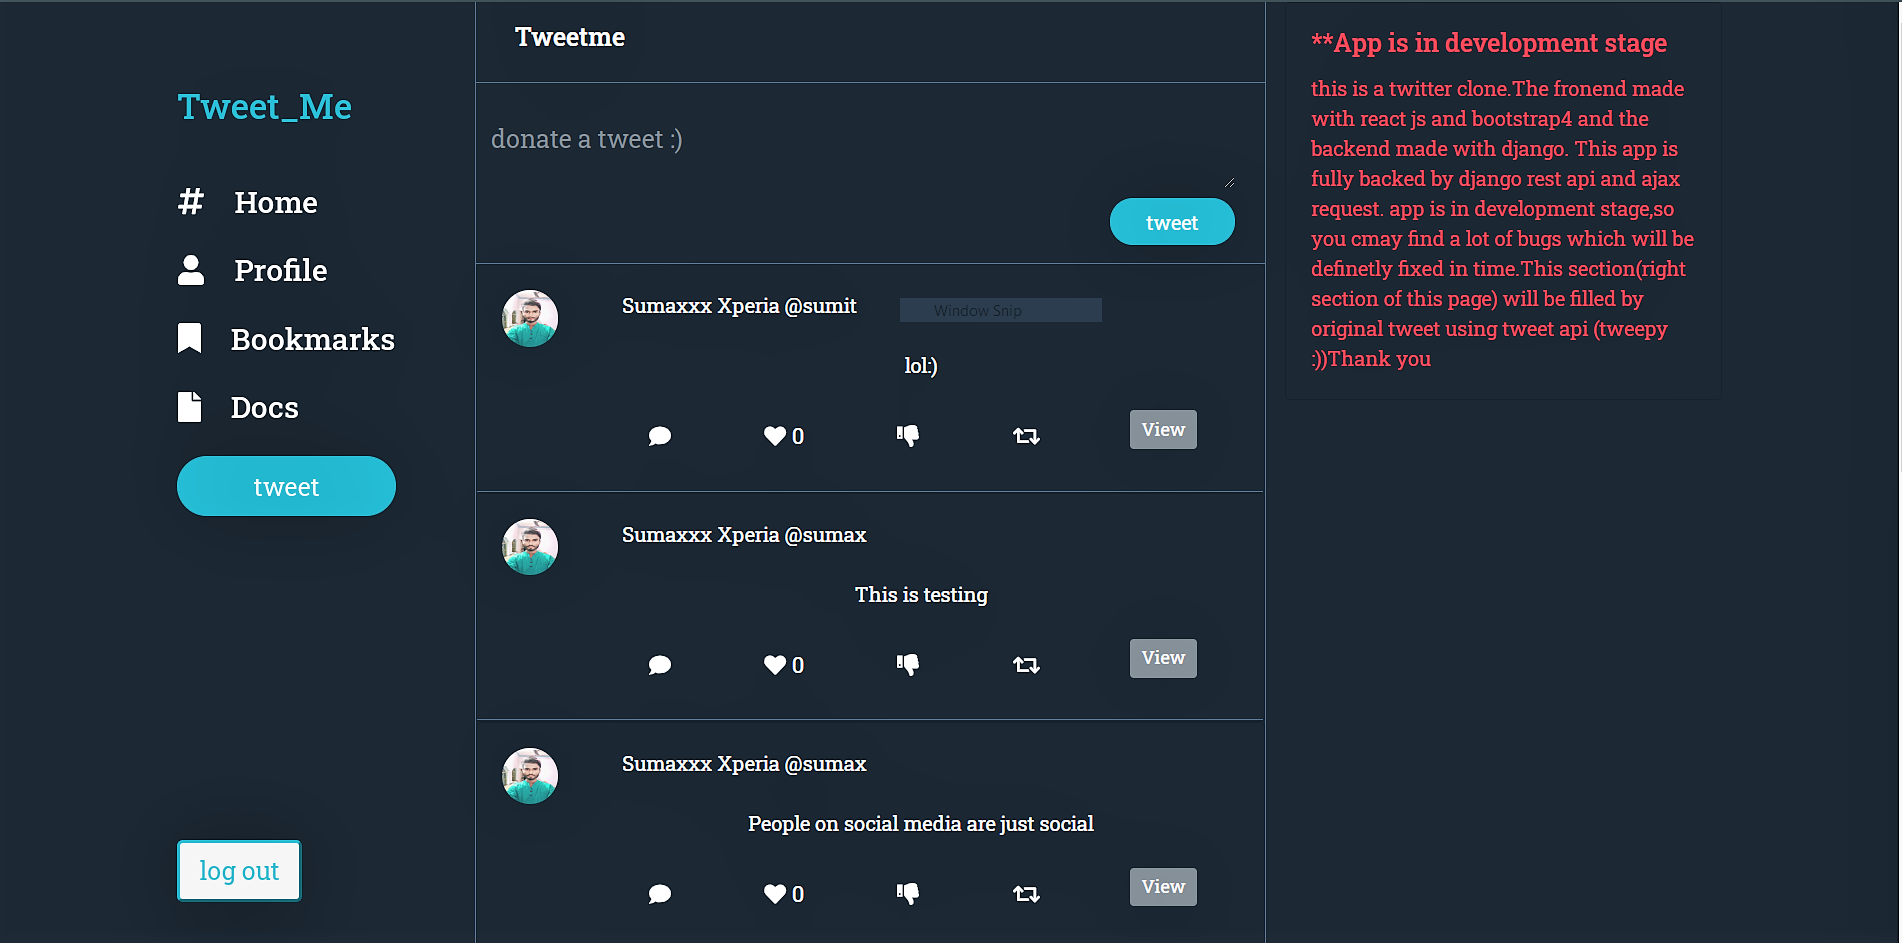 Tweet_Me
# Home
Profile
Bookmarks
Docs
tweet
log out
Tweetme
donate a tweet :)
tweet
Sumaxxx Xperia @sumit
Window Snip
lol:)
0
View
Sumaxxx Xperia @sumax
This is testing
0
View
Sumaxxx Xperia @sumax
People on social media are just social
0
View
**App is in development stage
this is a twitter clone.The fronend made
with react js and bootstrap4 and the
backend made with django. This app is
fully backed by django rest api and ajax
request. app is in development stage,so
you cmay find a lot of bugs which will be
definetly fixed in time.This section(right
section of this page) will be filled by
original tweet using tweet api (tweepy
:))Thank you